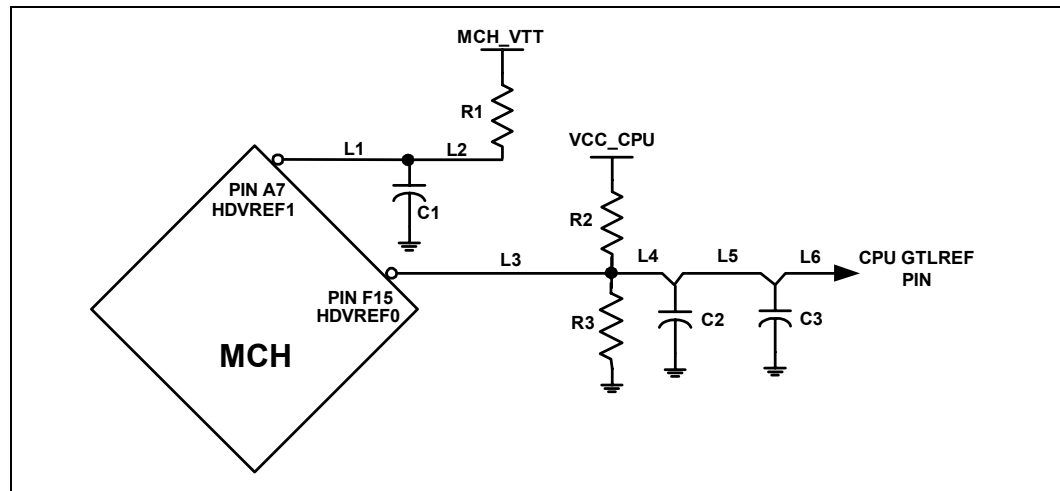 MCH_VTT
R1
VCC_CPU
L1
L2
PIN A7
HDVREF1
C1
R2
L3
L4
L5
L6
CPU GTLREF
PIN
PIN F15
HDVREF0
R3
C2
C3
MCH